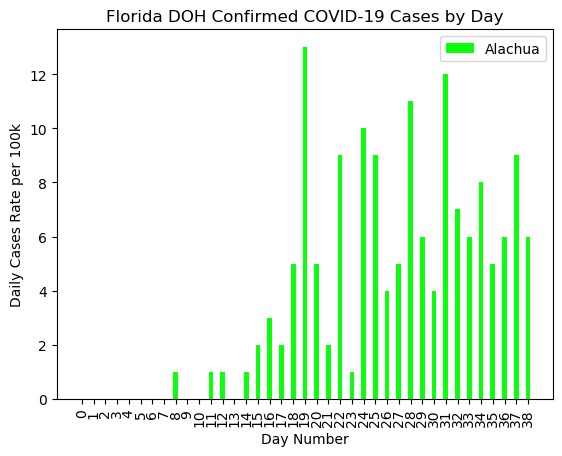 Florida DOH Confirmed COVID-19 Cases by Day
Alachua
Daily Cases Rate per 100k
12
10
8
6
4
2
0
0 1 2 3 4 5 6 7 8 9 10 11 12 13 14 15 16 17 18 19 20 21 22 23 24 25 26 27 28 29 30 31 32 33 34 35 36 37 38
Day Number